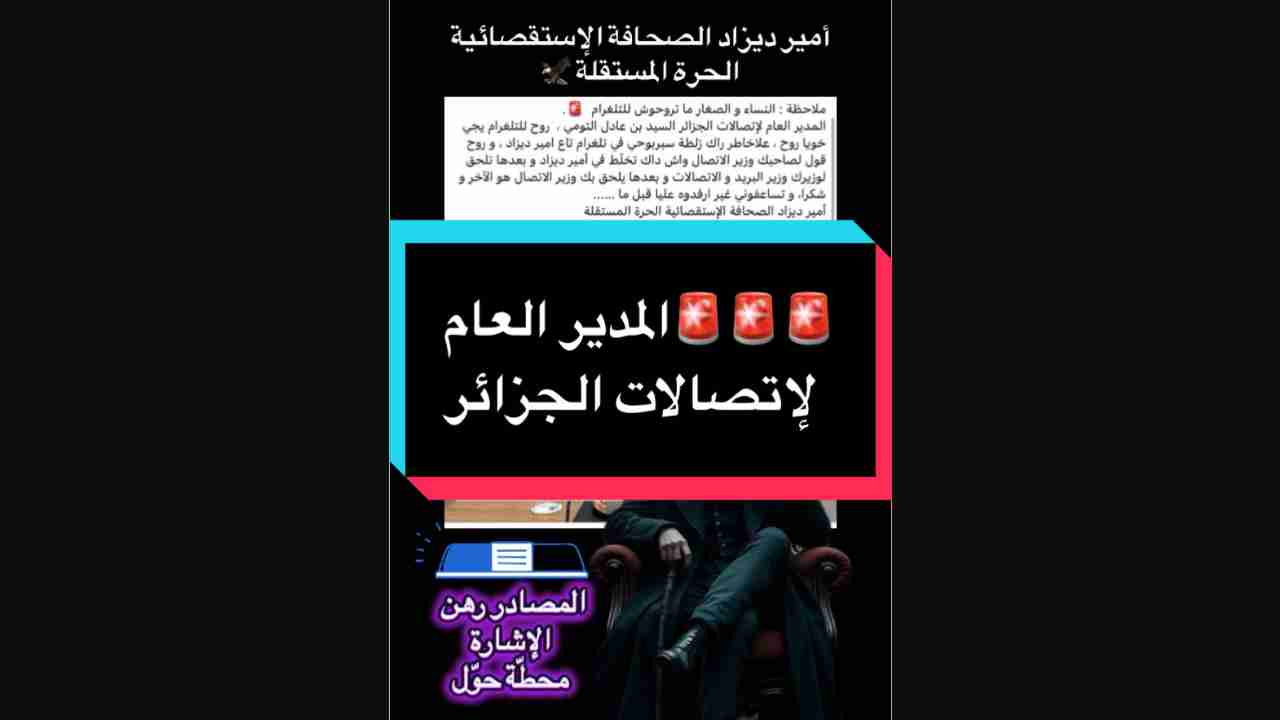 أمير ديزاد الصحافة الإستقصائية
الحرة المستقلة
ملاحظة : النساء و الصغار ما تروحوش للتلغرام 🚨 .
المدير العام لإتصالات الجزائر السيد بن عادل التومي ، روح للتلغرام يجي
خويا روح ، علاخاطر راك زلطة سبربوحي في تلغرام تاع امير ديزاد ، و روح
قول لصاحبك وزير الاتصال واش داك تخلط في أمير ديزاد و بعدها تلحق
لوزيرك وزير البريد و الاتصالات و بعدها يلحق بك وزير الاتصال هو الآخر و
شكرا، و تساعفوني غير ارفدوه عليا قبل ما ......
أمير ديزاد الصحافة الإستقصائية الحرة المستقلة
🚨🚨🚨المدير العام
لإتصالات الجزائر
المصادر رهن
الإشارة
محطّة حوّل